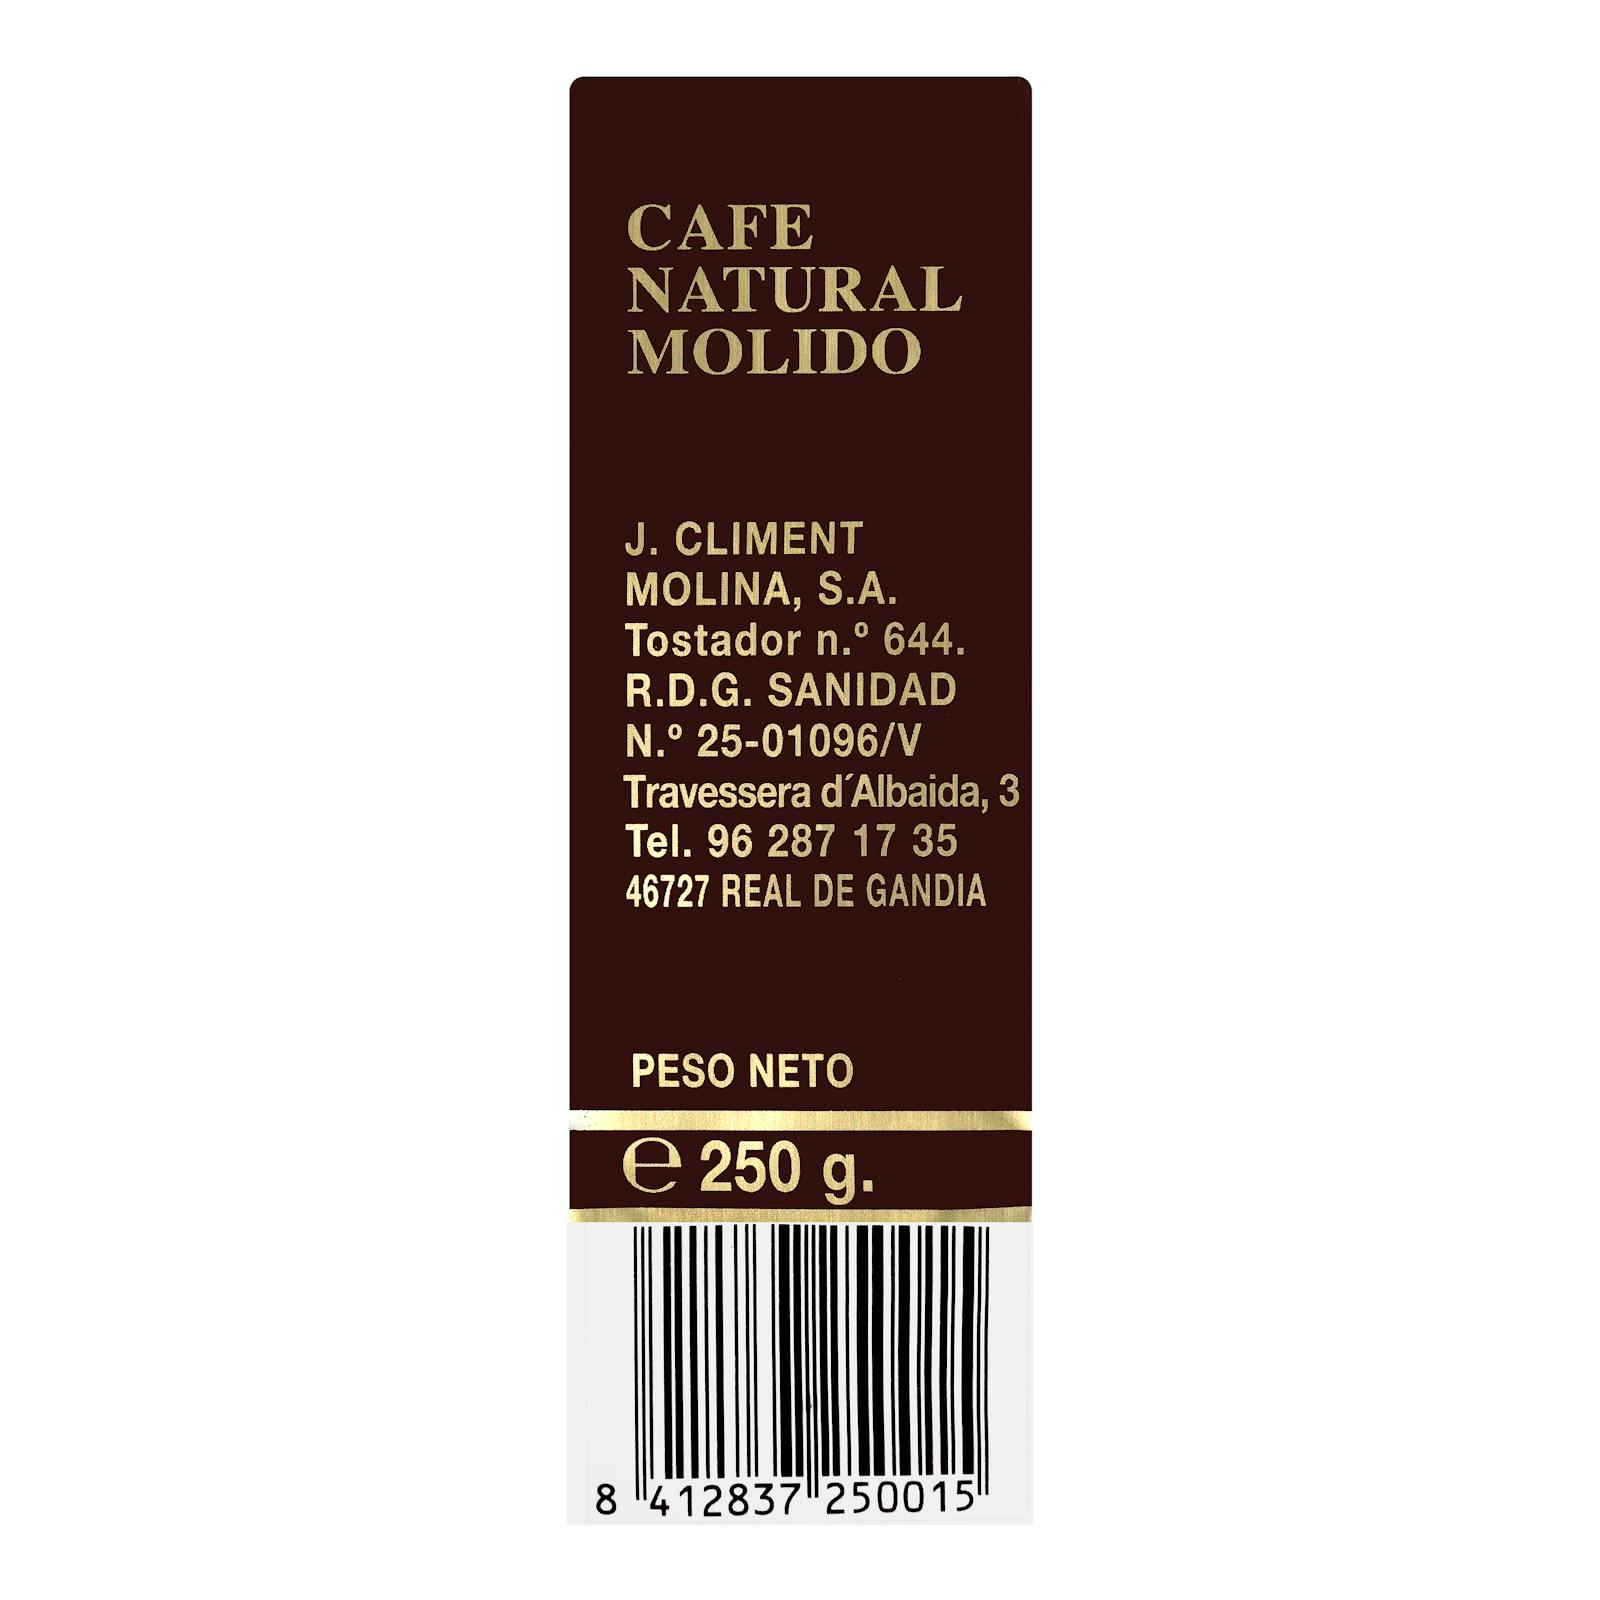 CAFE
NATURAL
MOLIDO
J. CLIMENT
MOLINA, S.A.
Tostador n.º 644.
R.D.G. SANIDAD
N.º 25-01096/V
Travessera d´Albaida, 3
Tel. 96 287 17 35
46727 REAL DE GANDIA
PESO NETO
℮ 250 g.
8 412837 250015